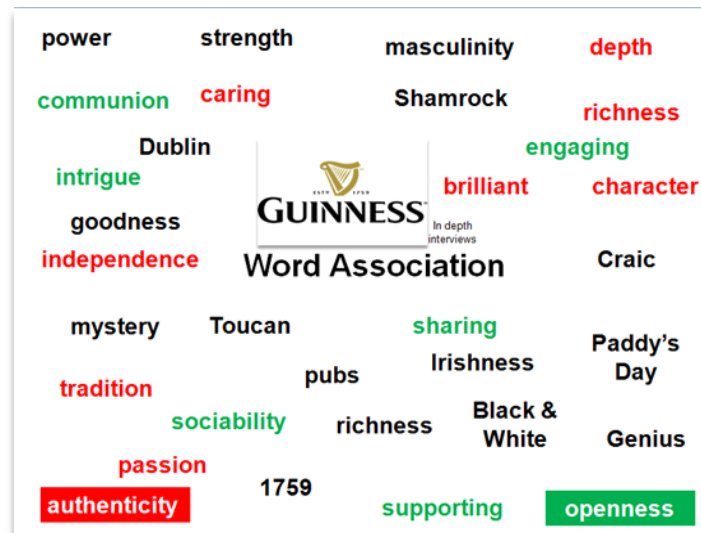 power
strength
masculinity
depth
communion
caring
Shamrock
richness
Dublin
engaging
intrigue
brilliant
character
ESTD 1759
GUINNESS
goodness
In depth
interviews
independence
Word Association
Craic
mystery
Toucan
sharing
Paddy's
Day
Irishness
pubs
tradition
sociability
richness
Black &
White
Genius
passion
1759
authenticity
supporting
openness